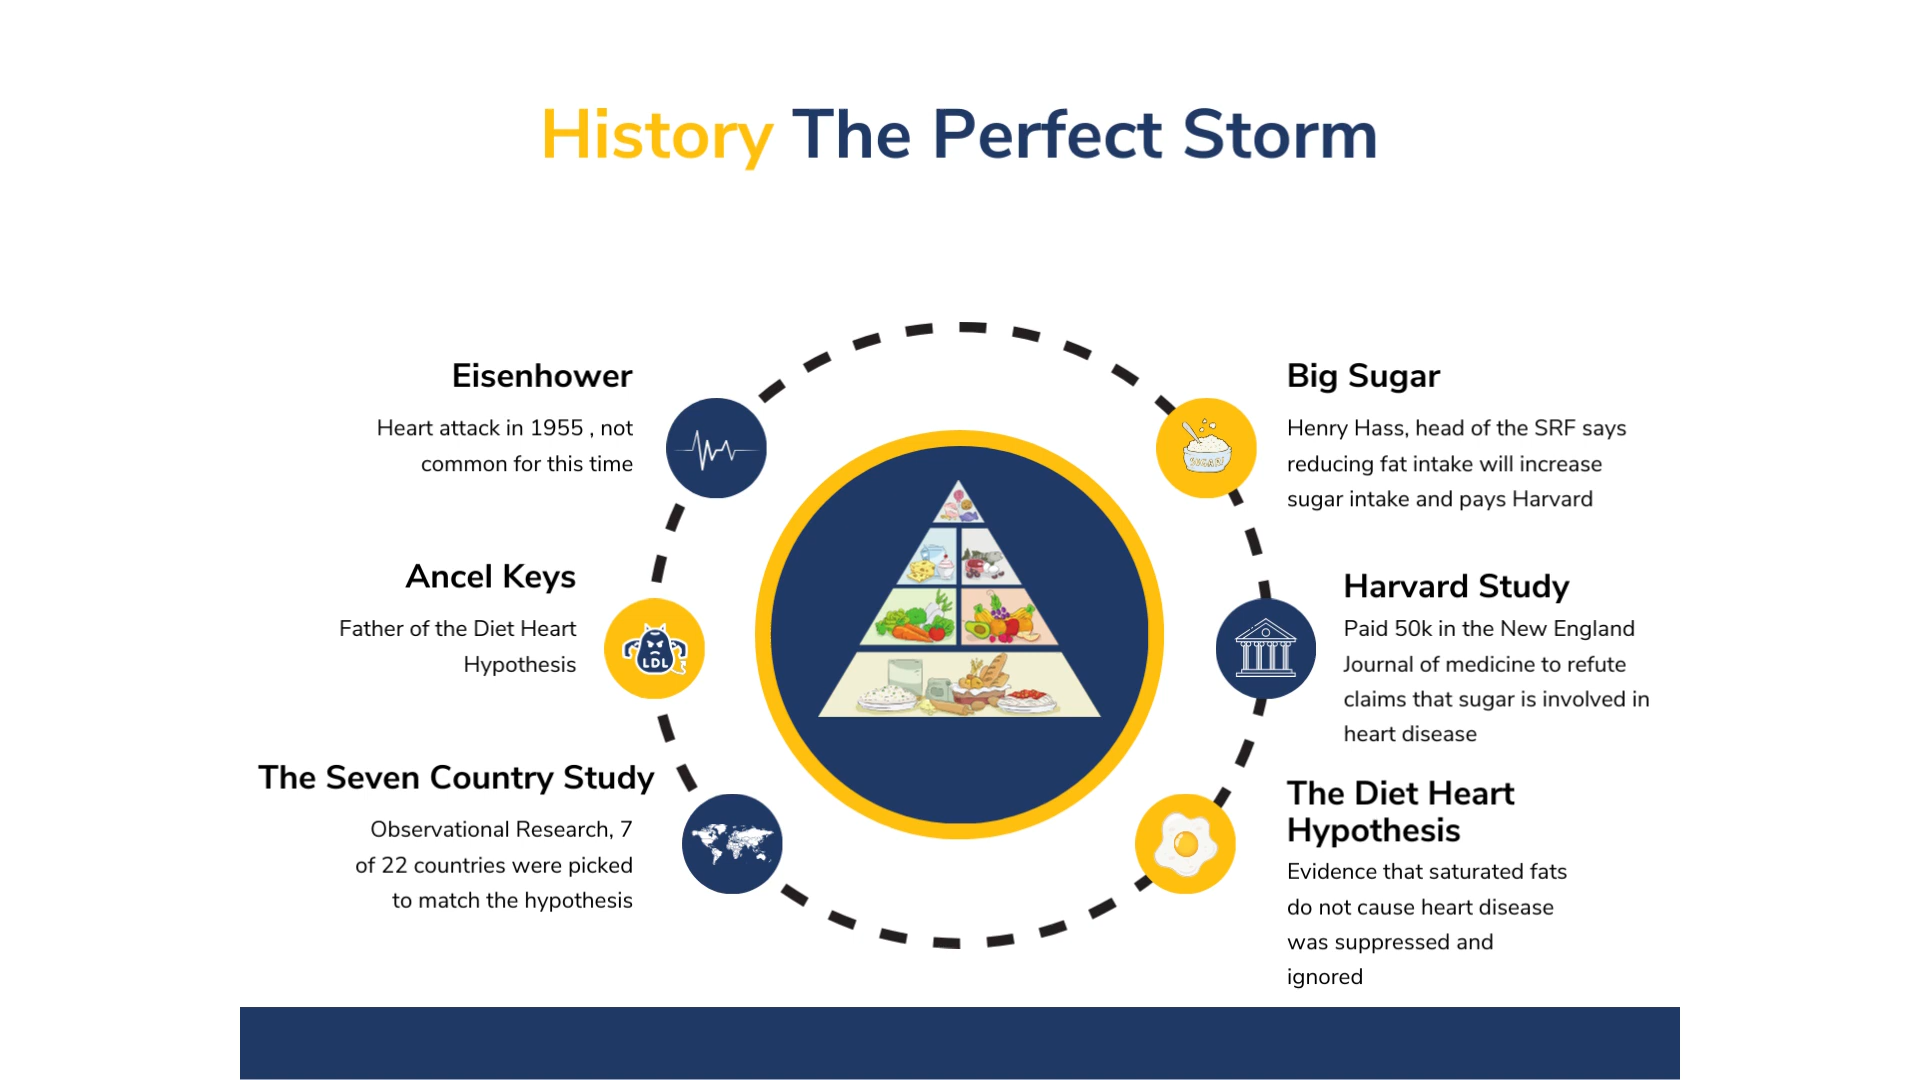 History The Perfect Storm
Eisenhower
Heart attack in 1955 , not
common for this time
Ancel Keys
Father of the Diet Heart
Hypothesis
LDL
The Seven Country Study
Observational Research, 7
of 22 countries were picked
to match the hypothesis
Big Sugar
Henry Hass, head of the SRF says
reducing fat intake will increase
sugar intake and pays Harvard
SUGAR
Harvard Study
Paid 50k in the New England
Journal of medicine to refute
claims that sugar is involved in
heart disease
The Diet Heart
Hypothesis
Evidence that saturated fats
do not cause heart disease
was suppressed and
ignored